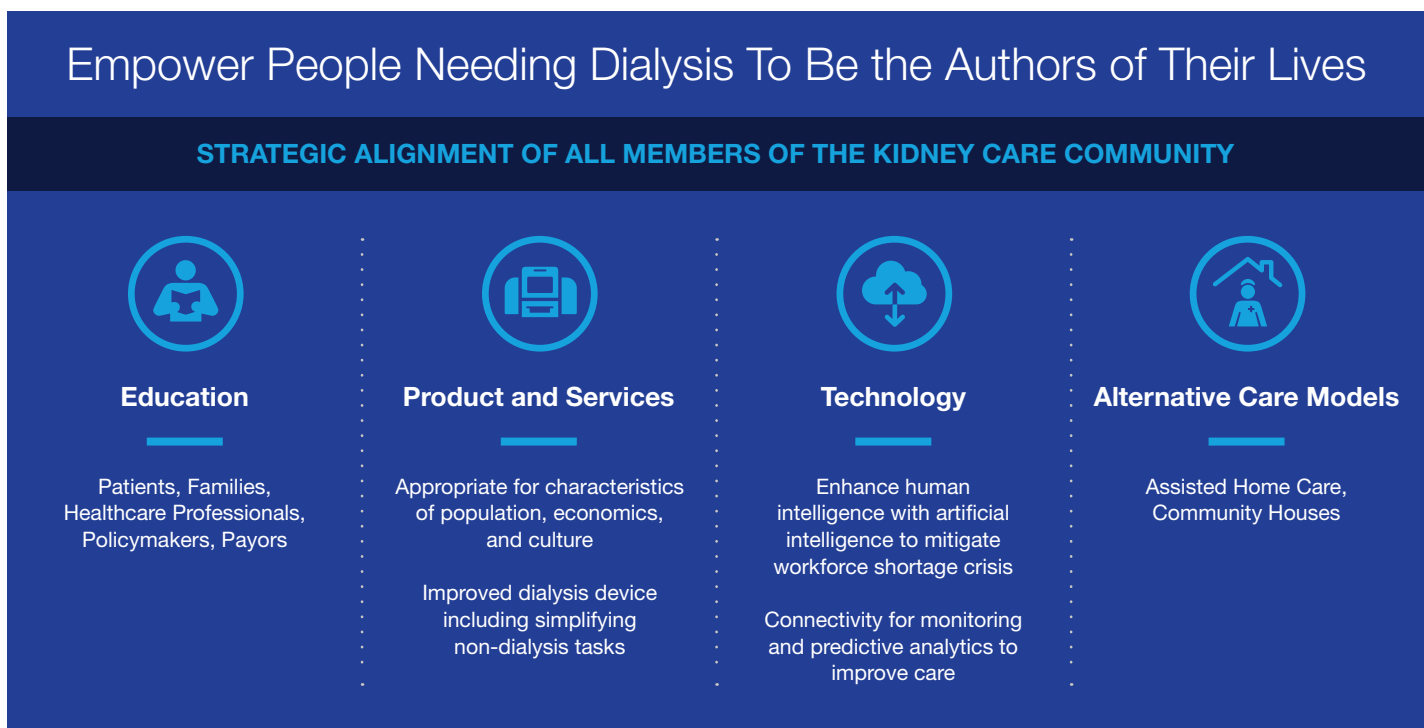 Empower People Needing Dialysis To Be the Authors of Their Lives
STRATEGIC ALIGNMENT OF ALL MEMBERS OF THE KIDNEY CARE COMMUNITY
Education
Patients, Families,
Healthcare Professionals,
Policymakers, Payors
Product and Services
Appropriate for characteristics
of population, economics,
and culture
Improved dialysis device
including simplifying
non-dialysis tasks
Technology
Enhance human
intelligence with artificial
intelligence to mitigate
workforce shortage crisis
Connectivity for monitoring
and predictive analytics to
improve care
Alternative Care Models
Assisted Home Care,
Community Houses